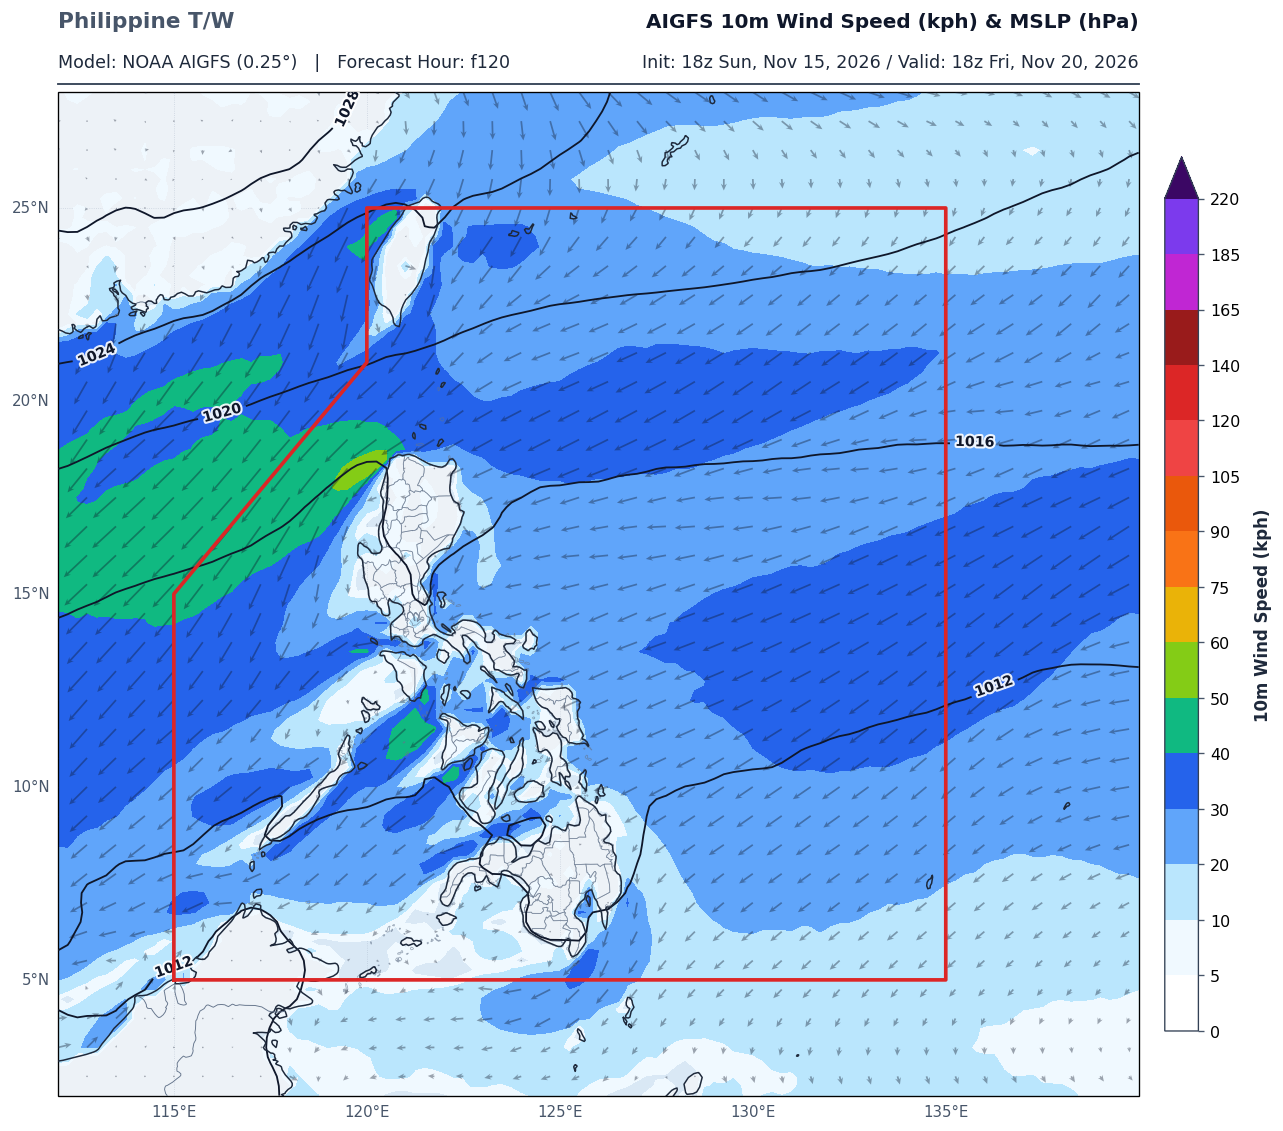 Philippine T/W
AIGFS 10m Wind Speed (kph) & MSLP (hPa)
Model: NOAA AIGFS (0.25°) | Forecast Hour: f120
Init: 18z Sun, Nov 15, 2026 / Valid: 18z Fri, Nov 20, 2026
1028
25°N
1024
20°N
1020
1016
15°N
1012
10°N
1012
5°N
115°E
120°E
125°E
130°E
135°E
220
185
165
140
120
105
90
75
60
50
40
30
20
10
5
0
10m Wind Speed (kph)